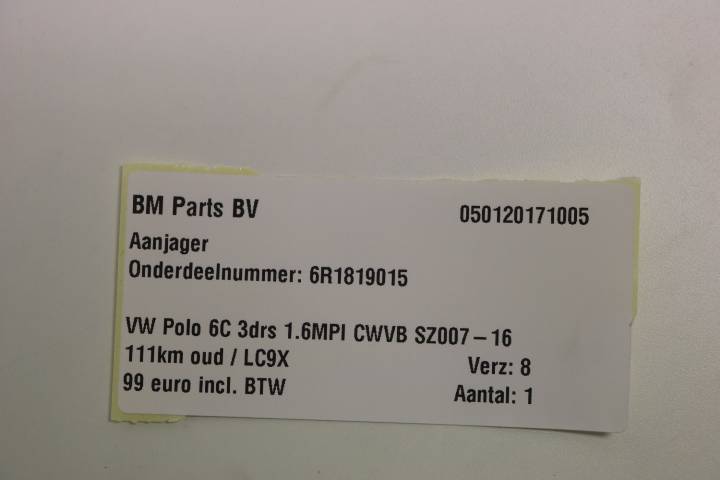 BM Parts BV 050120171005
Aanjager
Onderdeelnummer: 6R1819015
VW Polo 6C 3drs 1.6MPI CWVB SZ007 – 16
111km oud / LC9X Verz: 8
99 euro incl. BTW Aantal: 1